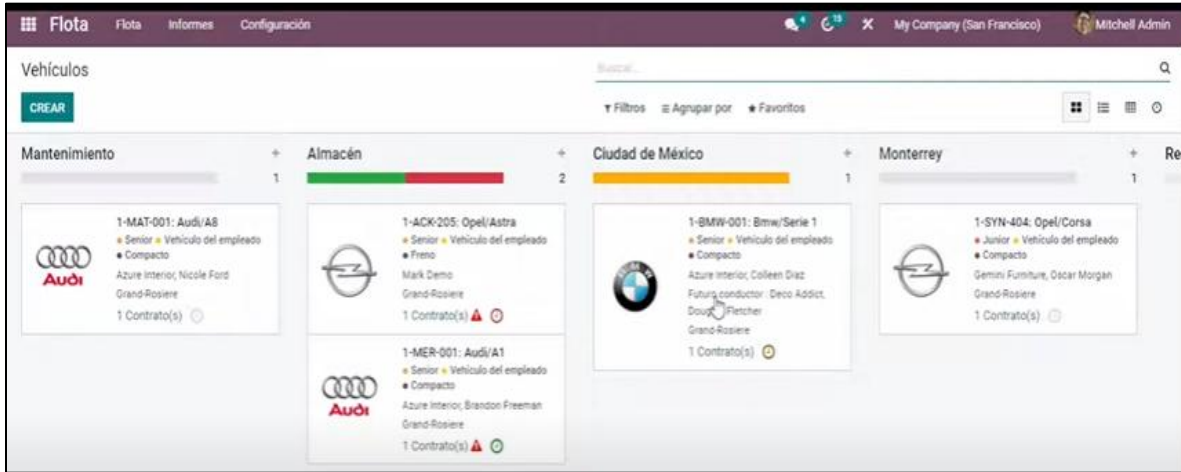 Flota Flota Informes Configuración 4 15 My Company (San Francisco) Mitchell Admin
Vehículos
Buscar...
CREAR
Filtros Agrupar por Favoritos
Mantenimiento +
1
Almacén +
2
Ciudad de México +
1
Monterrey +
1
Re
1-MAT-001: Audi/A8
Senior Vehículo del empleado
Compacto
Azure Interior, Nicole Ford
Grand-Rosiere
1 Contrato(s)
Audi
1-ACK-205: Opel/Astra
Senior Vehículo del empleado
Freno
Mark Demo
Grand-Rosiere
1 Contrato(s)
1-MER-001: Audi/A1
Senior Vehículo del empleado
Compacto
Azure Interior, Brandon Freeman
Grand-Rosiere
1 Contrato(s)
Audi
1-BMW-001: Bmw/Serie 1
Senior Vehículo del empleado
Compacto
Azure Interior, Colleen Diaz
Futuro conductor : Deco Addict,
Fletcher
Grand-Rosiere
1 Contrato(s)
BMW
1-SYN-404: Opel/Corsa
Junior Vehículo del empleado
Compacto
Gemini Furniture, Oscar Morgan
Grand-Rosiere
1 Contrato(s)